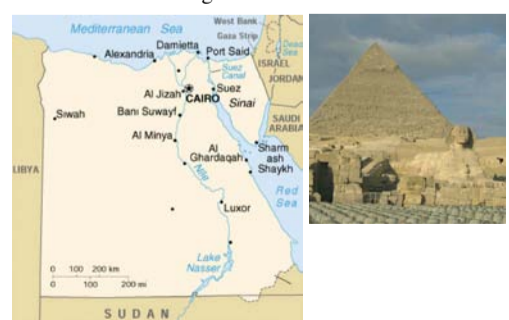 Mediterranean Sea
West Bank
Gaza Strip
Dead
Sea
Damietta
Alexandria
Port Said
ISRAEL
Suez
Canal
JORDAN
Al Jizah
CAIRO
Suez
Sinai
Siwah
Bani Suwayf
SAUDI
ARABIA
Al Minya
Al
Ghardaqah
Sharm
ash
Shaykh
LIBYA
Nile
Red
Sea
Luxor
Lake
Nasser
0 100 200 km
0 100 200 mi
SUDAN